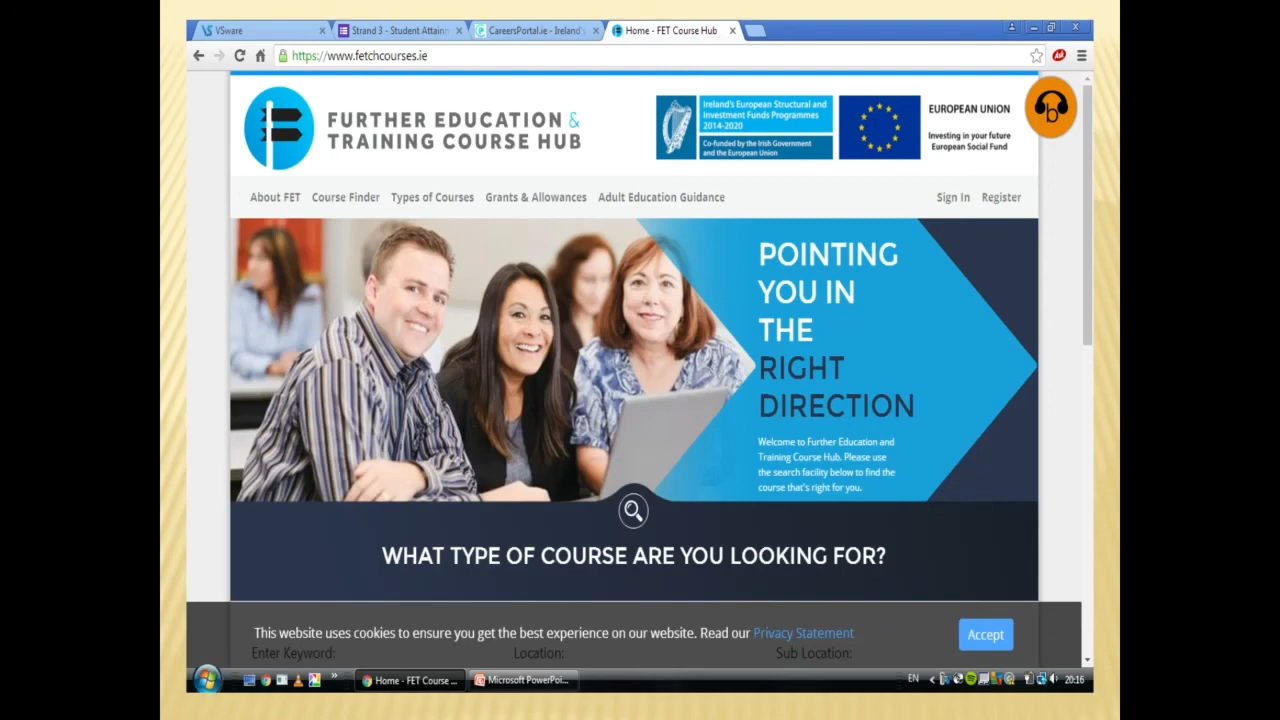 VSware
Strand 3 - Student Attainm
CareersPortal.ie - Ireland's
Home - FET Course Hub
https://www.fetchcourses.ie
FURTHER EDUCATION &
TRAINING COURSE HUB
Ireland's European Structural and
Investment Funds Programmes
2014-2020
Co-funded by the Irish Government
and the European Union
EUROPEAN UNION
Investing in your future
European Social Fund
b
About FET
Course Finder
Types of Courses
Grants & Allowances
Adult Education Guidance
Sign In
Register
POINTING
YOU IN
THE
RIGHT
DIRECTION
Welcome to Further Education and
Training Course Hub. Please use
the search facility below to find the
course that's right for you.
WHAT TYPE OF COURSE ARE YOU LOOKING FOR?
This website uses cookies to ensure you get the best experience on our website. Read our Privacy Statement
Accept
Enter Keyword:
Location:
Sub Location:
Home - FET Course ...
Microsoft PowerPoi...
EN
20:16